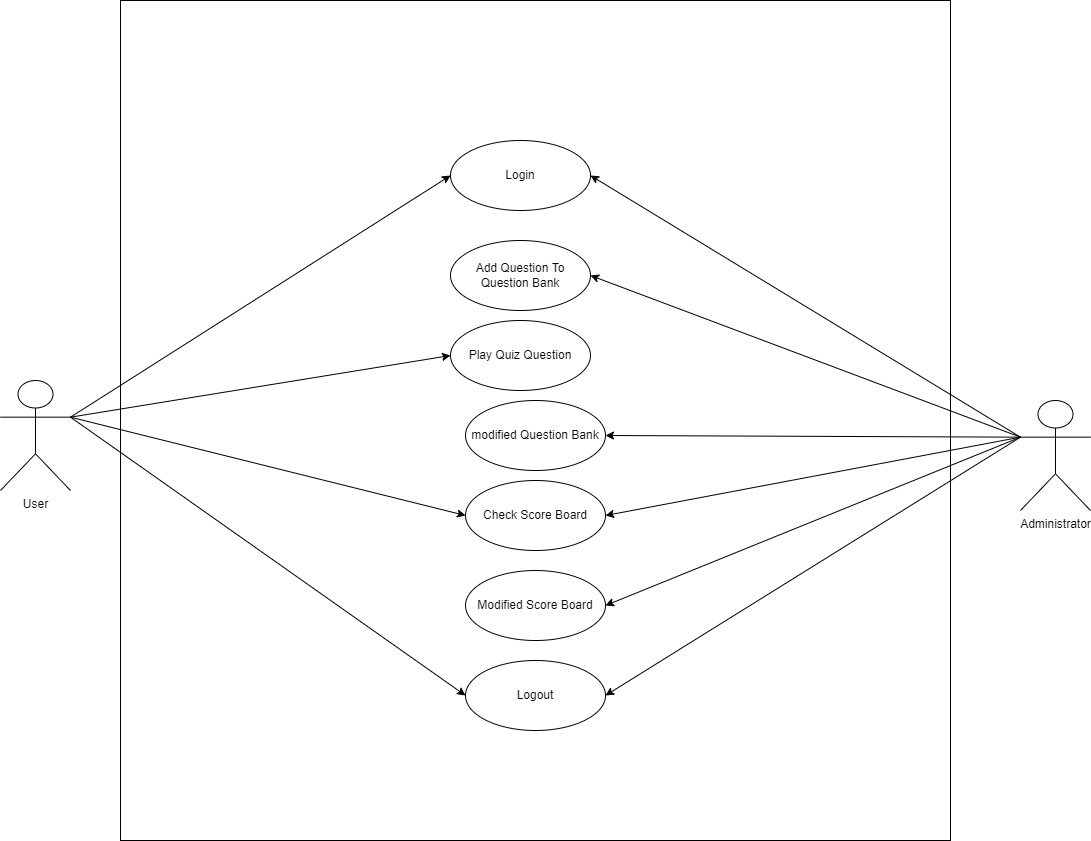 Login
Add Question To
Question Bank
Play Quiz Question
modified Question Bank
Check Score Board
Modified Score Board
Logout
User
Administrator